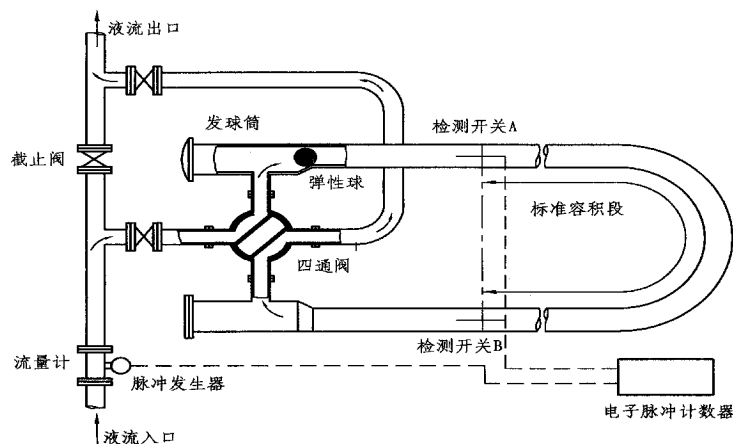 液流出口
发球筒
检测开关A
截止阀
弹性球
标准容积段
四通阀
检测开关B
流量计
脉冲发生器
电子脉冲计数器
液流入口